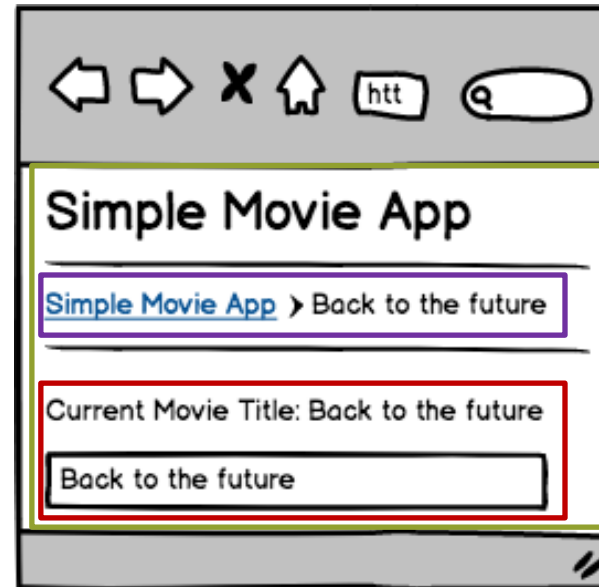 htt
Simple Movie App
Simple Movie App > Back to the future
Current Movie Title: Back to the future
Back to the future